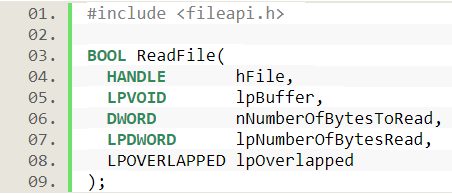 01. #include <fileapi.h>
02.
03. BOOL ReadFile(
04.   HANDLE       hFile,
05.   LPVOID       lpBuffer,
06.   DWORD        nNumberOfBytesToRead,
07.   LPDWORD      lpNumberOfBytesRead,
08.   LPOVERLAPPED lpOverlapped
09. );